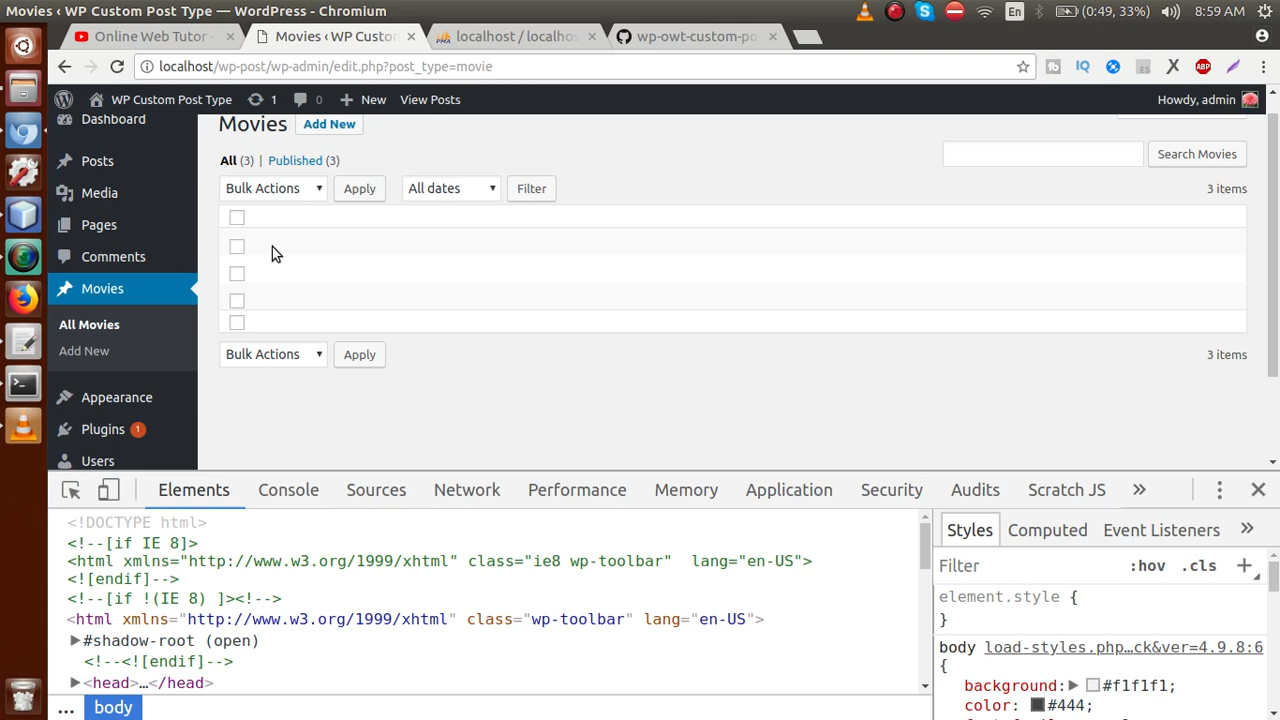 Movies ‹ WP Custom Post Type — WordPress - Chromium
En
(0:49, 33%)
8:59 AM
Online Web Tutor -
Movies ‹ WP Custo
localhost / localhos
wp-owt-custom-po
localhost/wp-post/wp-admin/edit.php?post_type=movie
WP Custom Post Type
1
0
New
View Posts
Howdy, admin
Dashboard
Posts
Media
Pages
Comments
Movies
All Movies
Add New
Appearance
Plugins 1
Users
Movies
Add New
All (3) | Published (3)
Search Movies
Bulk Actions
Apply
All dates
Filter
3 items
Bulk Actions
Apply
3 items
Elements
Console
Sources
Network
Performance
Memory
Application
Security
Audits
Scratch JS
»
<!DOCTYPE html>
<!--[if IE 8]>
<html xmlns="http://www.w3.org/1999/xhtml" class="ie8 wp-toolbar"  lang="en-US">
<![endif]-->
<!--[if !(IE 8) ]><!-->
<html xmlns="http://www.w3.org/1999/xhtml" class="wp-toolbar" lang="en-US">
#shadow-root (open)
<!--<![endif]-->
<head>…</head>
... body
Styles
Computed
Event Listeners
»
Filter
:hov
.cls
+
element.style {
}
body load-styles.php…ck&ver=4.9.8:6
{
background: #f1f1f1;
color: #444;